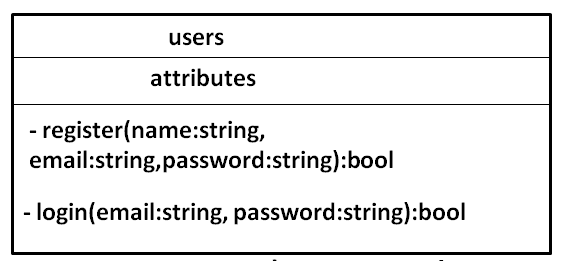 users
attributes
- register(name:string,
email:string,password:string):bool
- login(email:string, password:string):bool